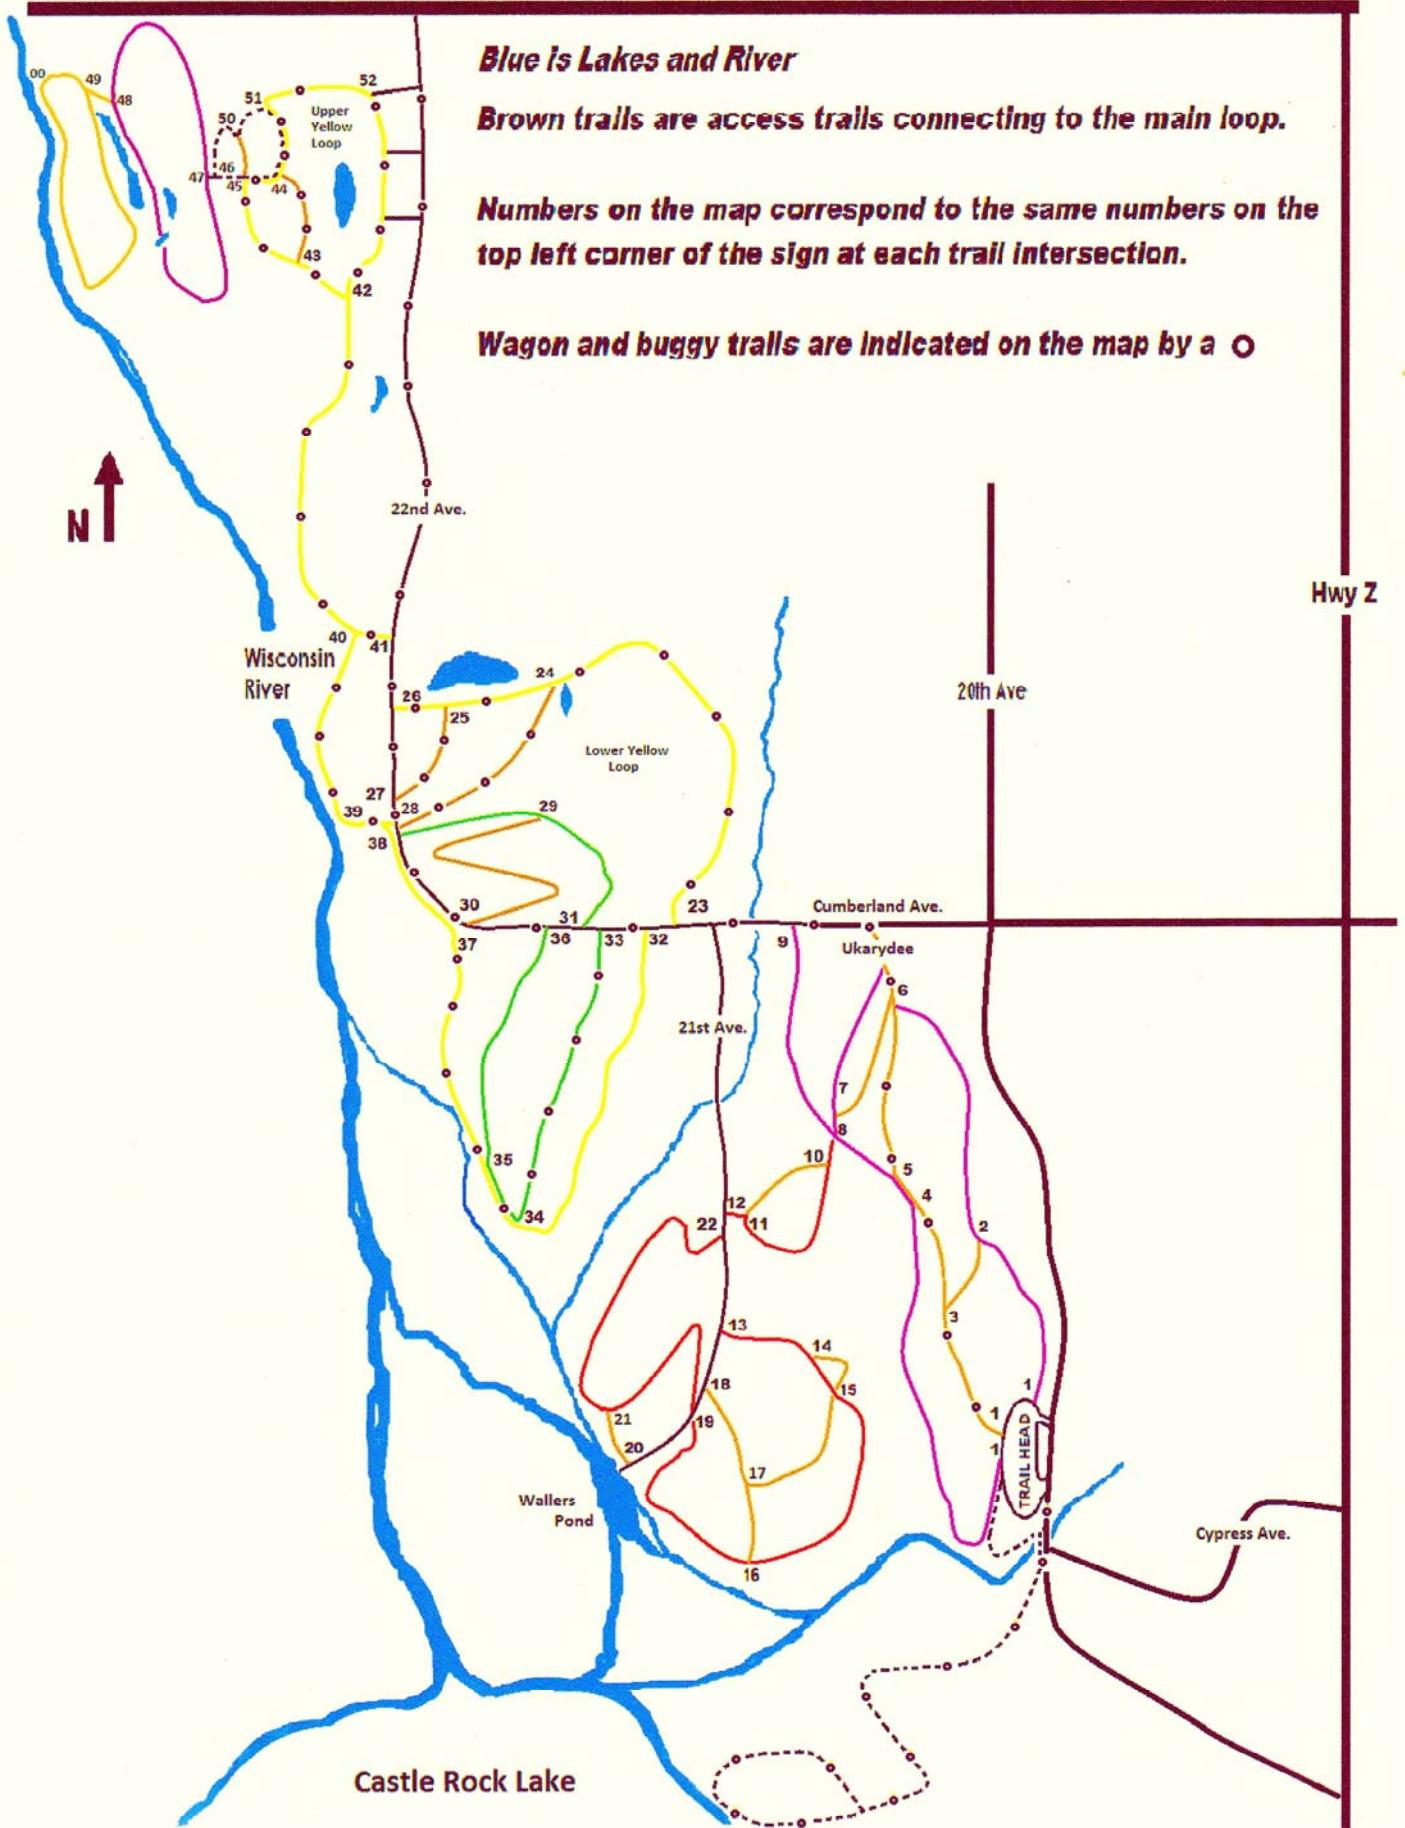 Blue is Lakes and River
Brown trails are access trails connecting to the main loop.
Numbers on the map correspond to the same numbers on the
top left corner of the sign at each trail intersection.
Wagon and buggy trails are indicated on the map by a
00
49
48
52
51
50
Upper
Yellow
Loop
46
47
45
44
43
42
N
22nd Ave.
Hwy Z
40
41
Wisconsin
River
24
26
25
20th Ave
Lower Yellow
Loop
27
28
29
39
38
30
31
23
Cumberland Ave.
37
36
33
32
9
Ukarydee
6
21st Ave.
7
8
10
35
5
4
34
12
11
22
2
3
13
14
15
18
1
1
1
TRAIL HEAD
21
19
20
17
Wallers
Pond
16
Cypress Ave.
Castle Rock Lake